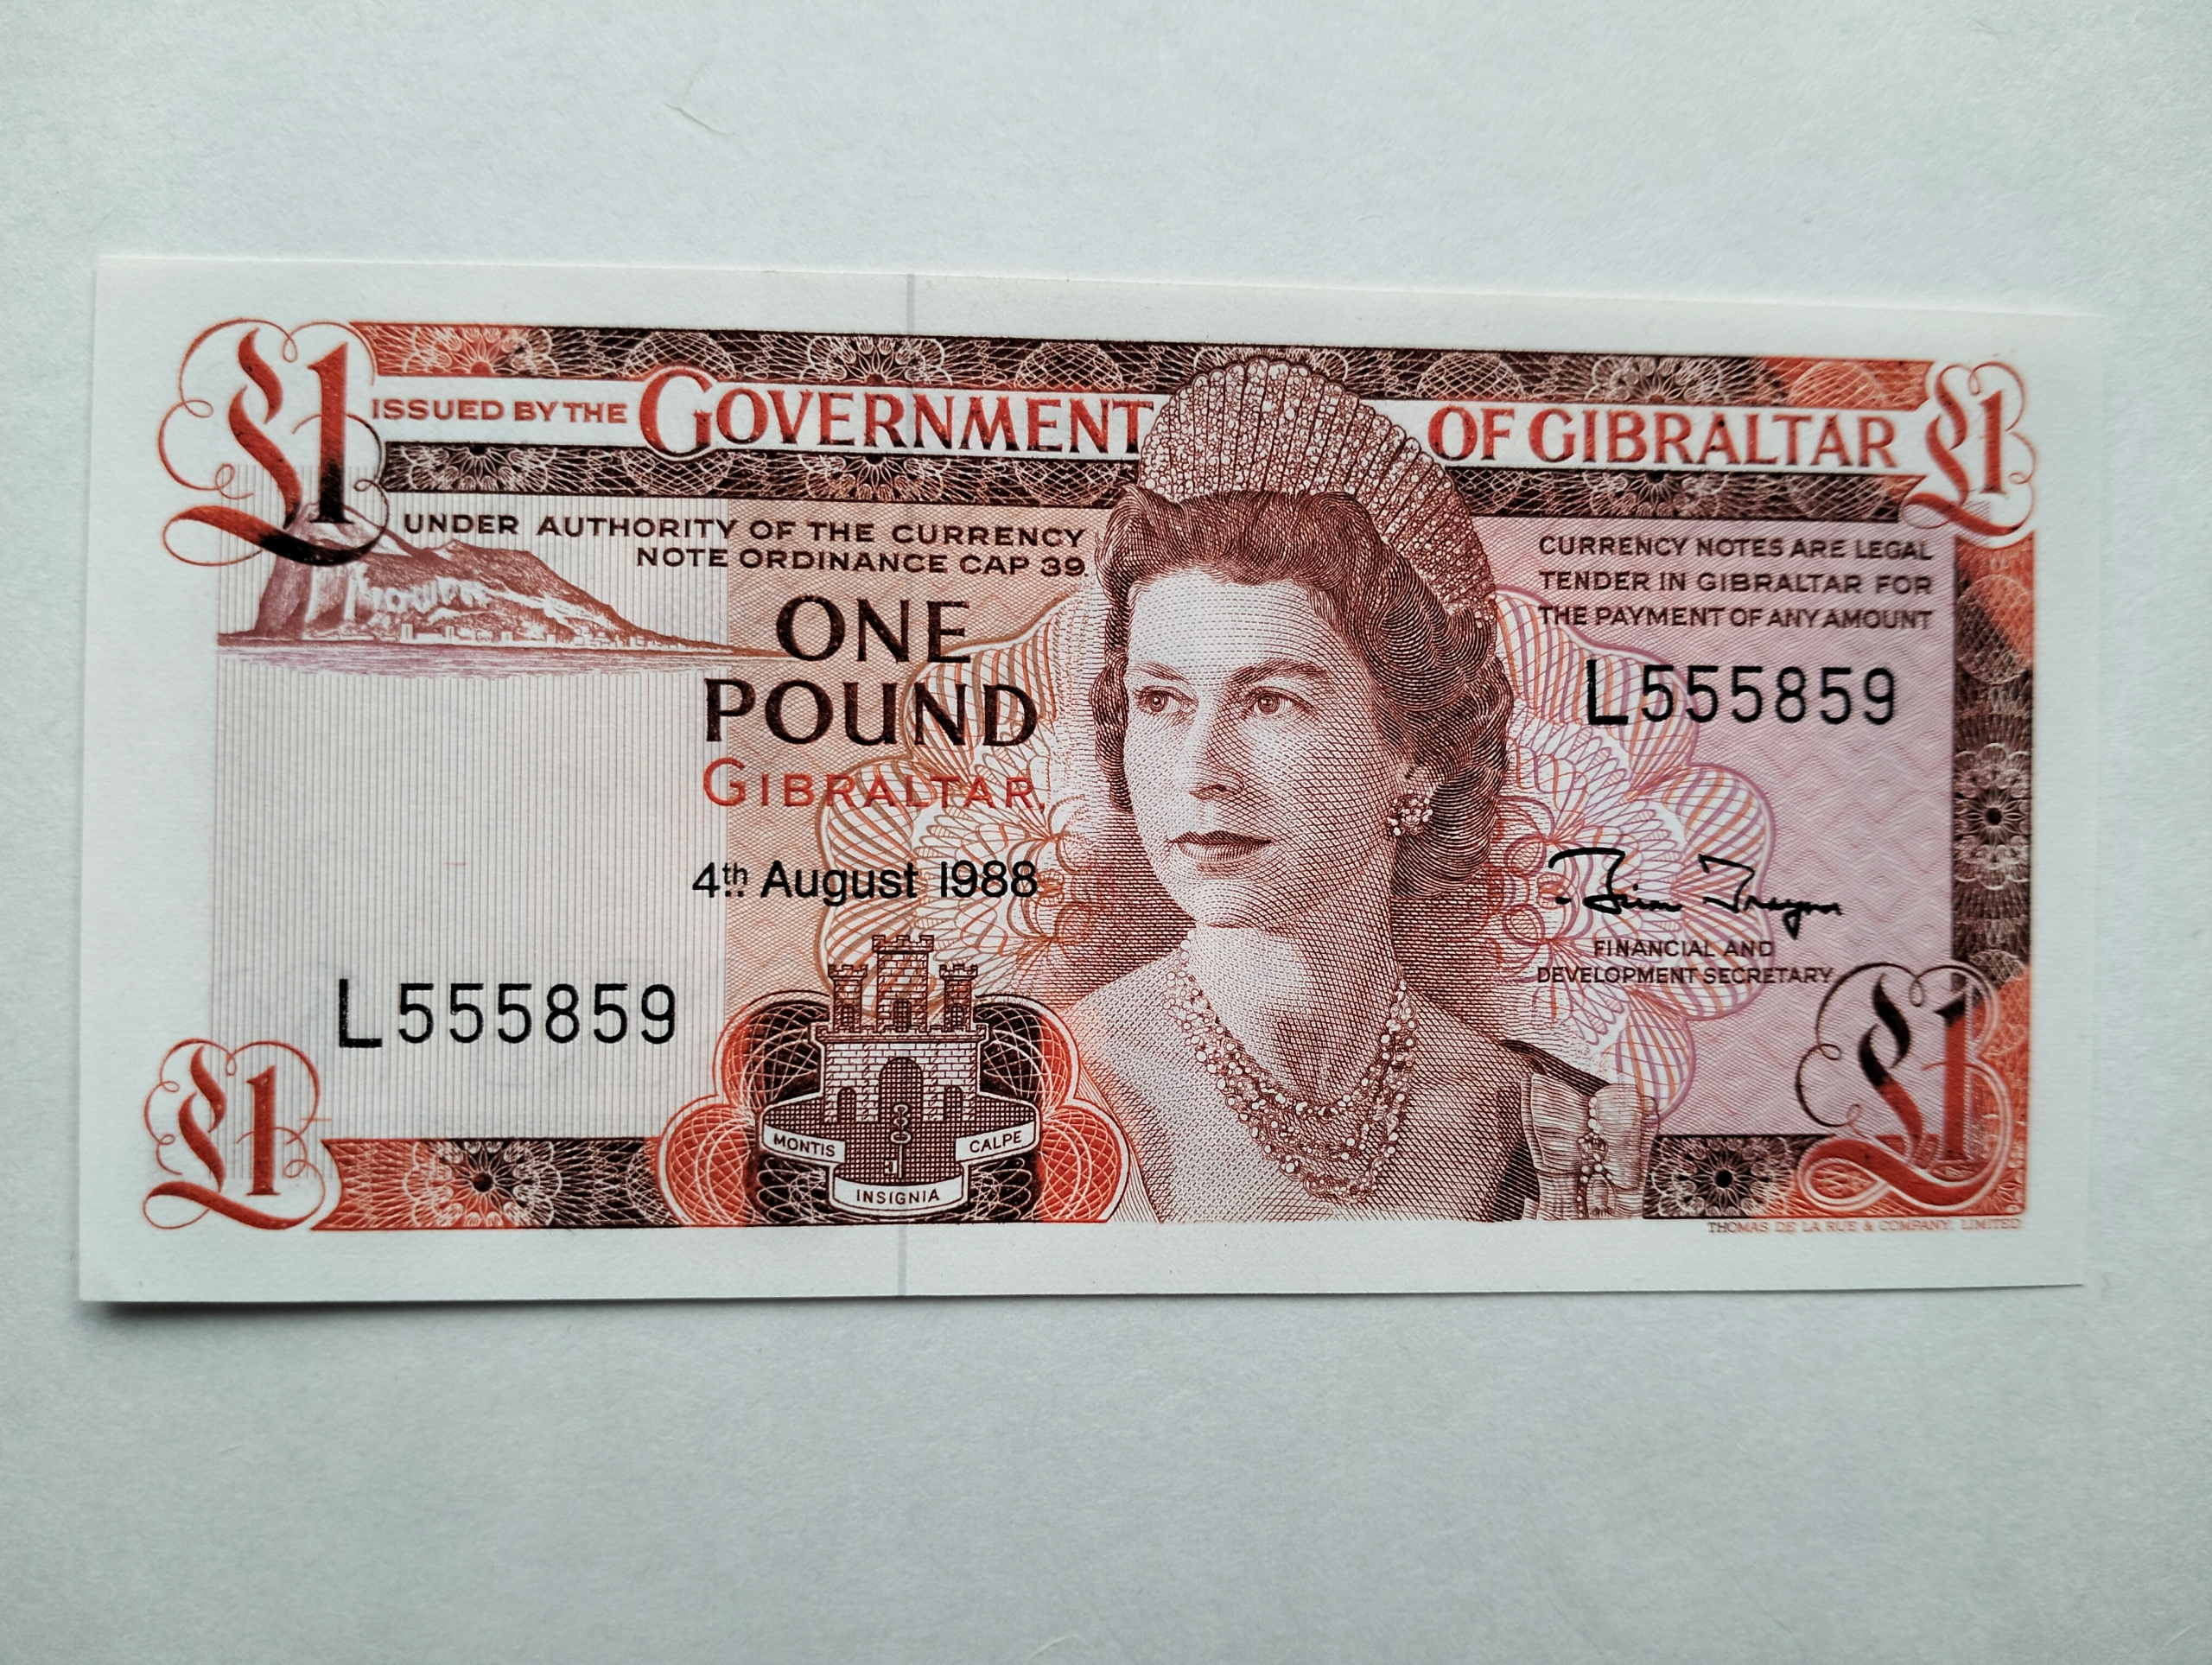 £1 ISSUED BY THE GOVERNMENT OF GIBRALTAR £1
UNDER AUTHORITY OF THE CURRENCY
NOTE ORDINANCE CAP 39.
CURRENCY NOTES ARE LEGAL
TENDER IN GIBRALTAR FOR
THE PAYMENT OF ANY AMOUNT
ONE
POUND
GIBRALTAR,
L555859
4th August 1988
FINANCIAL AND
DEVELOPMENT SECRETARY
L555859
£1
£1
MONTIS CALPE
INSIGNIA
THOMAS DE LA RUE & COMPANY, LIMITED